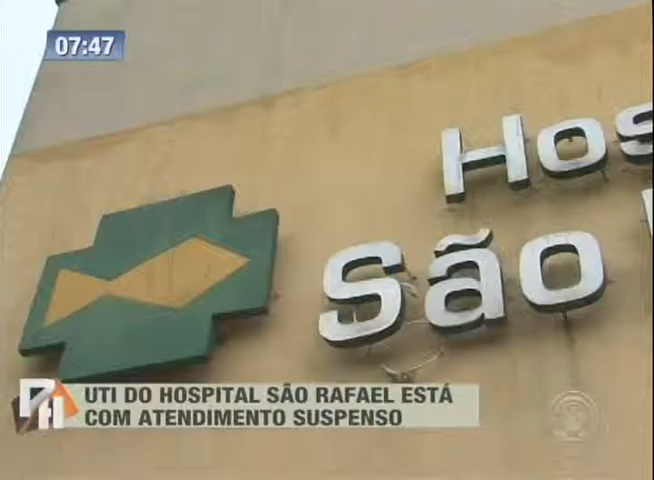 07:47
Hos
São
UTI DO HOSPITAL SÃO RAFAEL ESTÁ
COM ATENDIMENTO SUSPENSO